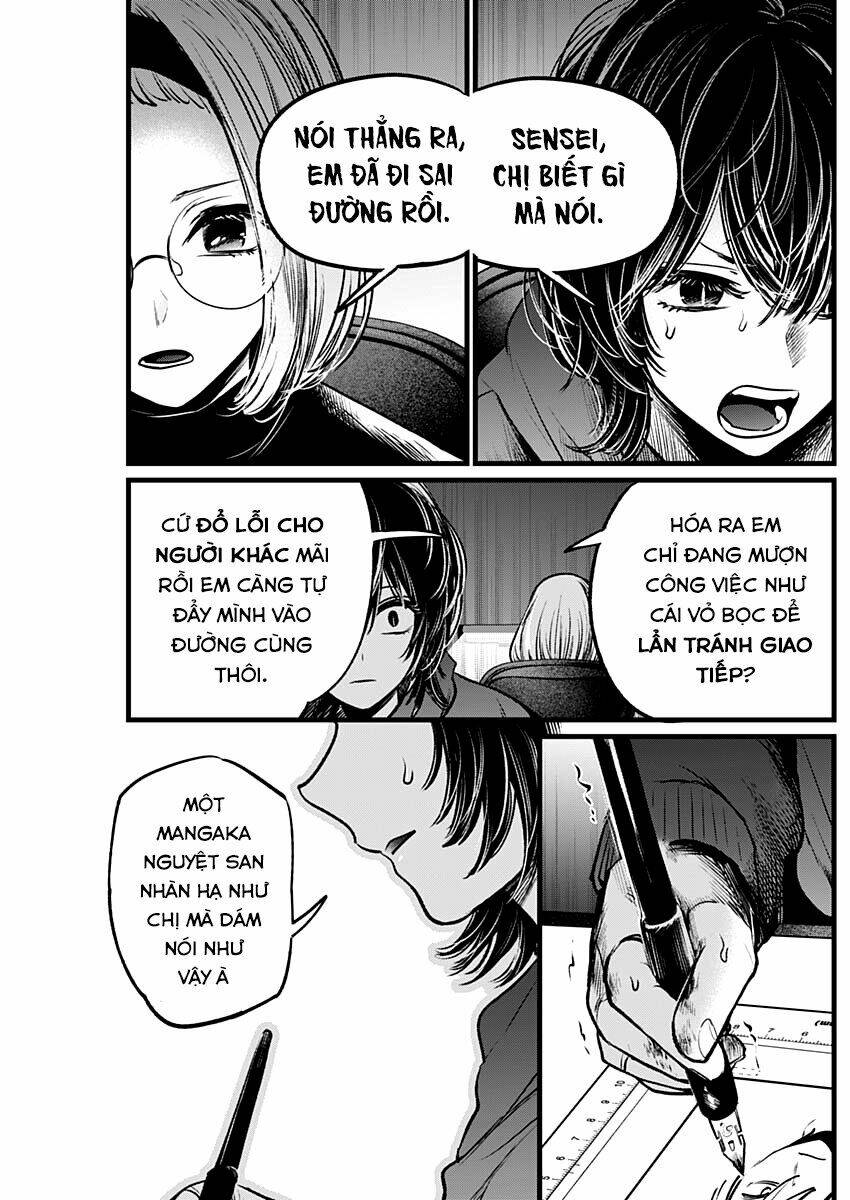 SENSEI,
CHỊ BIẾT GÌ
MÀ NÓI.
NÓI THẲNG RA,
EM ĐÃ ĐI SAI
ĐƯỜNG RỒI.
HÓA RA EM
CHỈ ĐANG MƯỢN
CÔNG VIỆC NHƯ
CÁI VỎ BỌC ĐỂ
LẨN TRÁNH GIAO
TIẾP?
CỨ ĐỔ LỖI CHO
NGƯỜI KHÁC MÃI
RỒI EM CÀNG TỰ
ĐẨY MÌNH VÀO
ĐƯỜNG CÙNG
THÔI.
MỘT
MANGAKA
NGUYỆT SAN
NHÀN HẠ NHƯ
CHỊ MÀ DÁM
NÓI NHƯ
VẬY À